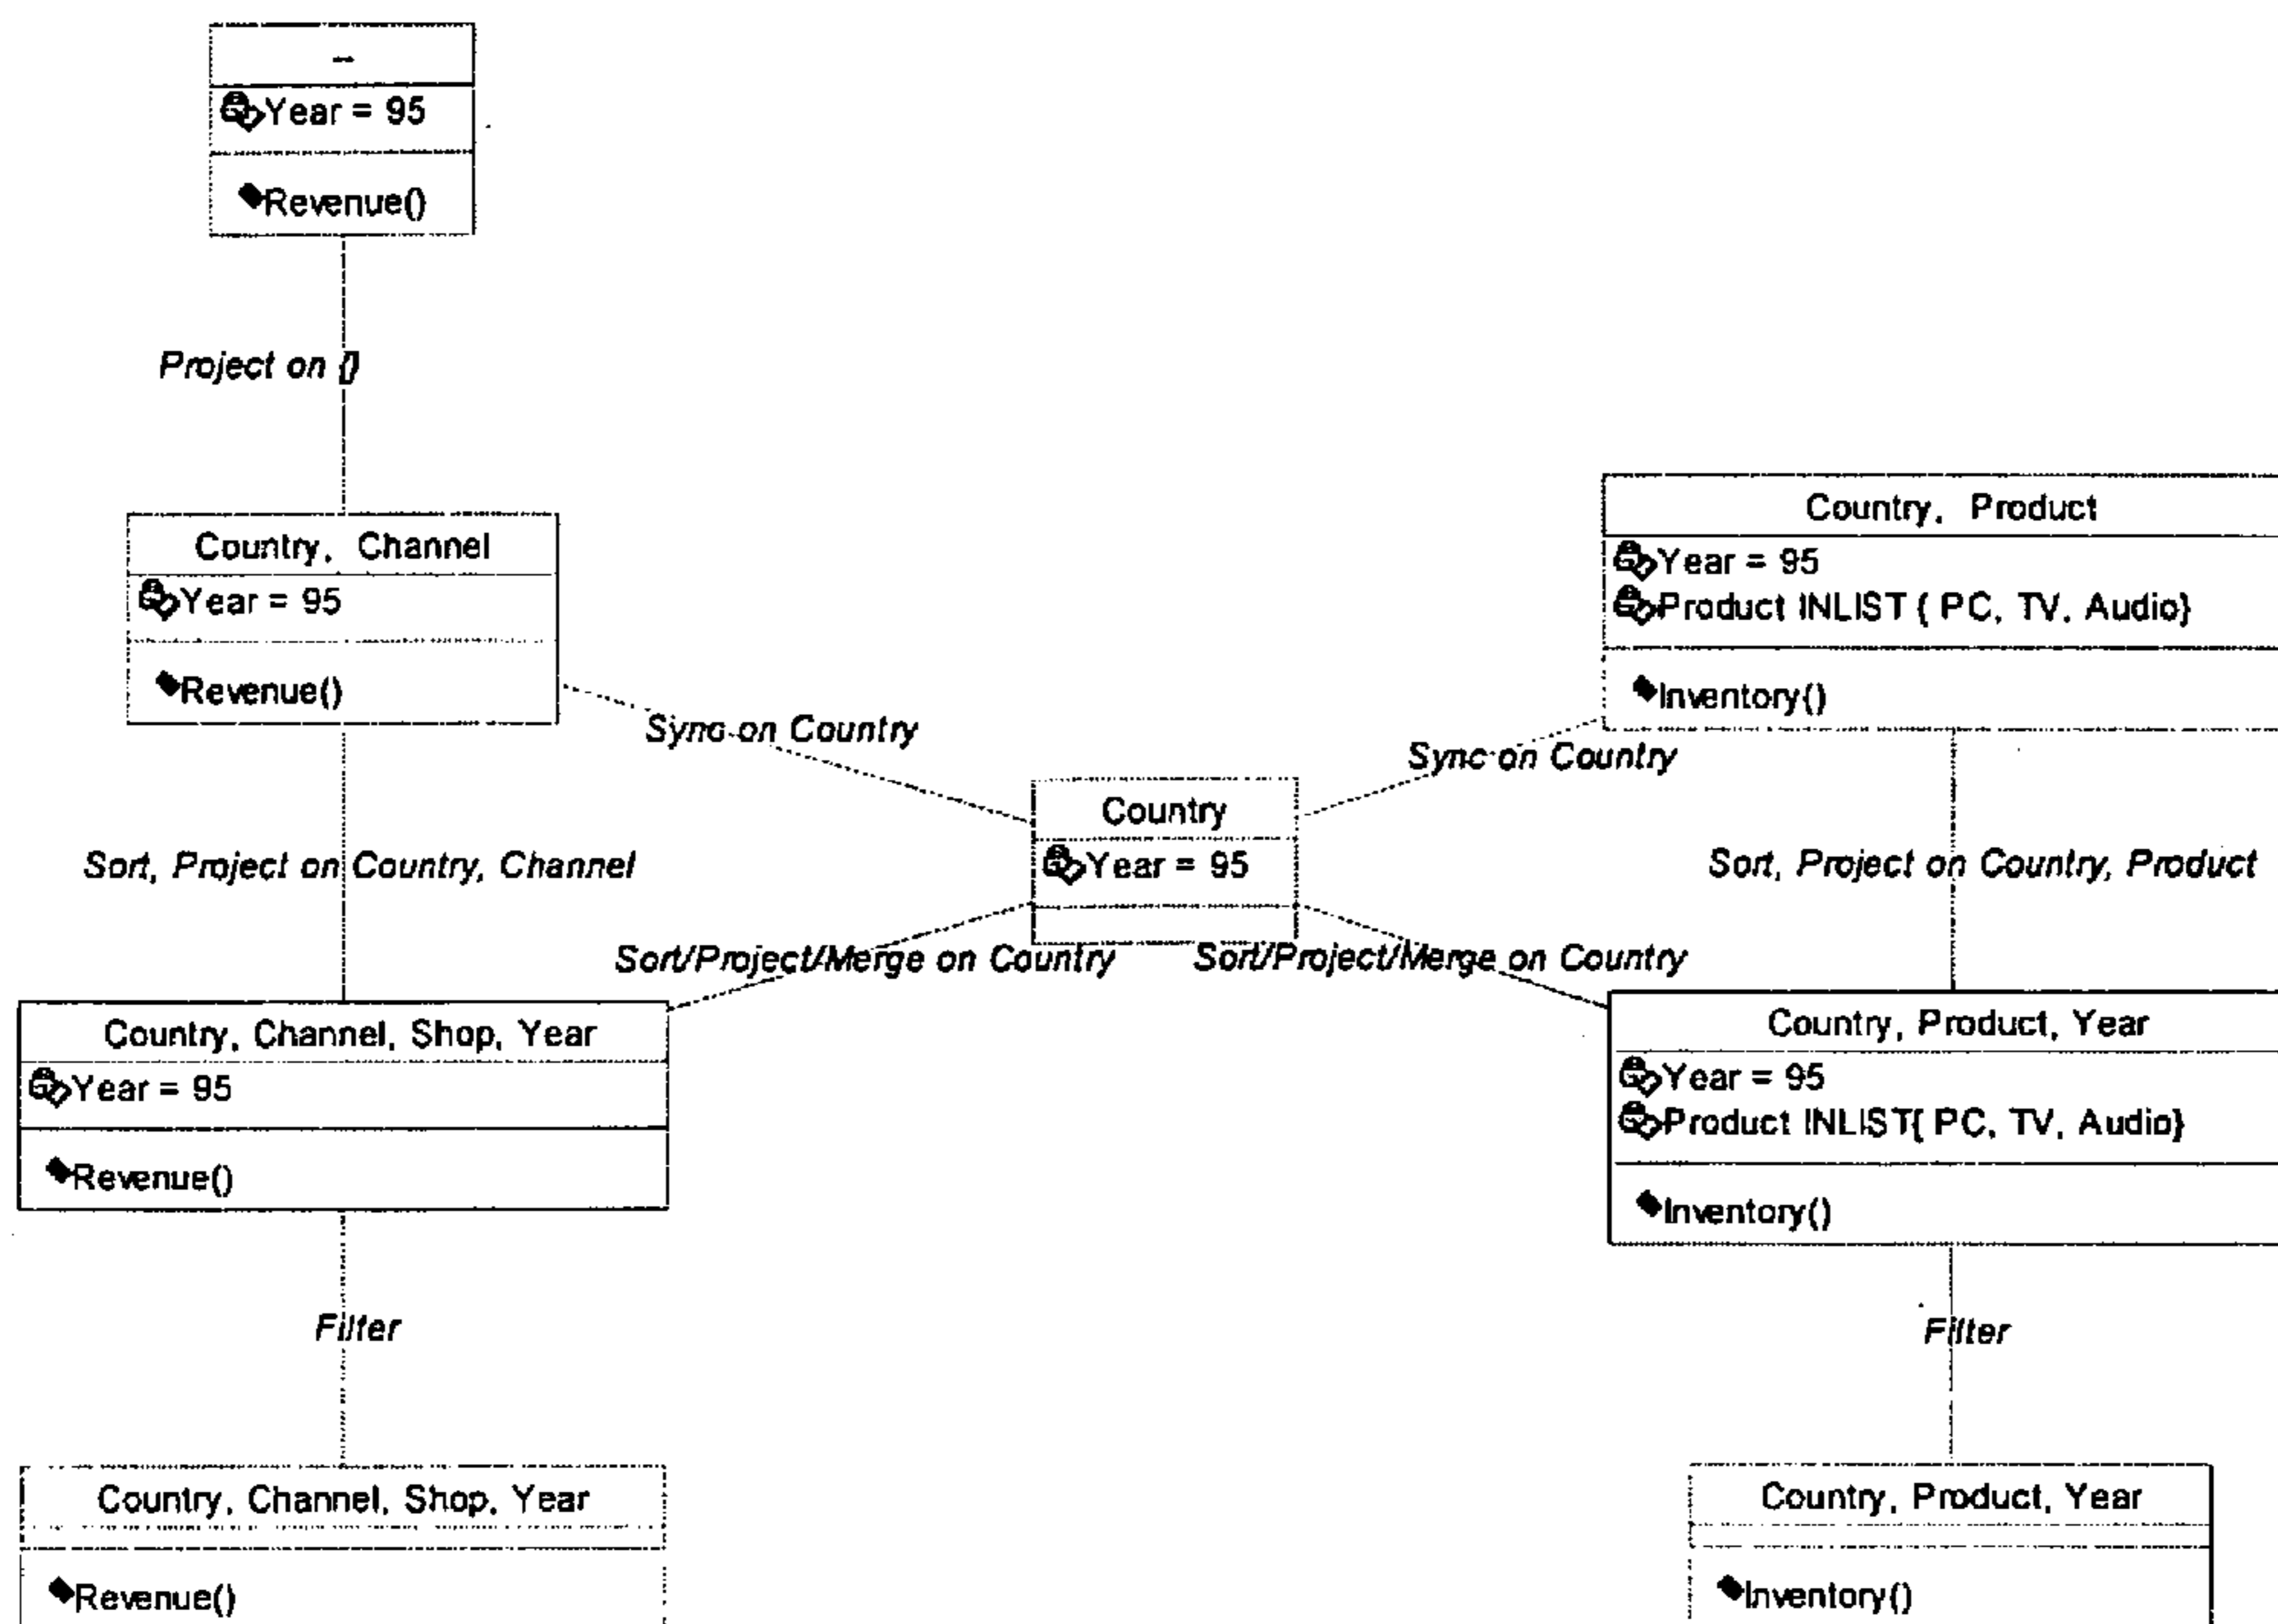 --
Year = 95
Revenue()
Project on {}
Country, Channel
Year = 95
Revenue()
Country, Product
Year = 95
Product INLIST { PC, TV, Audio}
Inventory()
Sync on Country
Sync on Country
Country
Year = 95
Sort, Project on Country, Channel
Sort, Project on Country, Product
Sort/Project/Merge on Country
Sort/Project/Merge on Country
Country, Channel, Shop, Year
Year = 95
Revenue()
Country, Product, Year
Year = 95
Product INLIST{ PC, TV, Audio}
Inventory()
Filter
Filter
Country, Channel, Shop, Year
Revenue()
Country, Product, Year
Inventory()